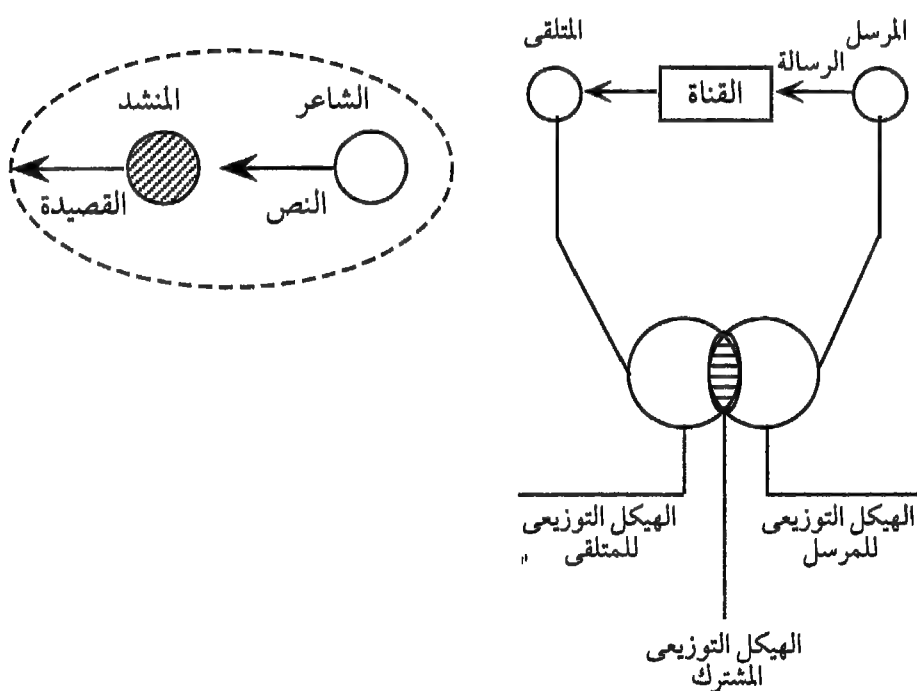 المرسل
المتلقى
الرسالة
القناة
الهيكل التوزيعى
للمرسل
الهيكل التوزيعى
للمتلقى
الهيكل التوزيعى
المشترك
الشاعر
المنشد
النص
القصيدة